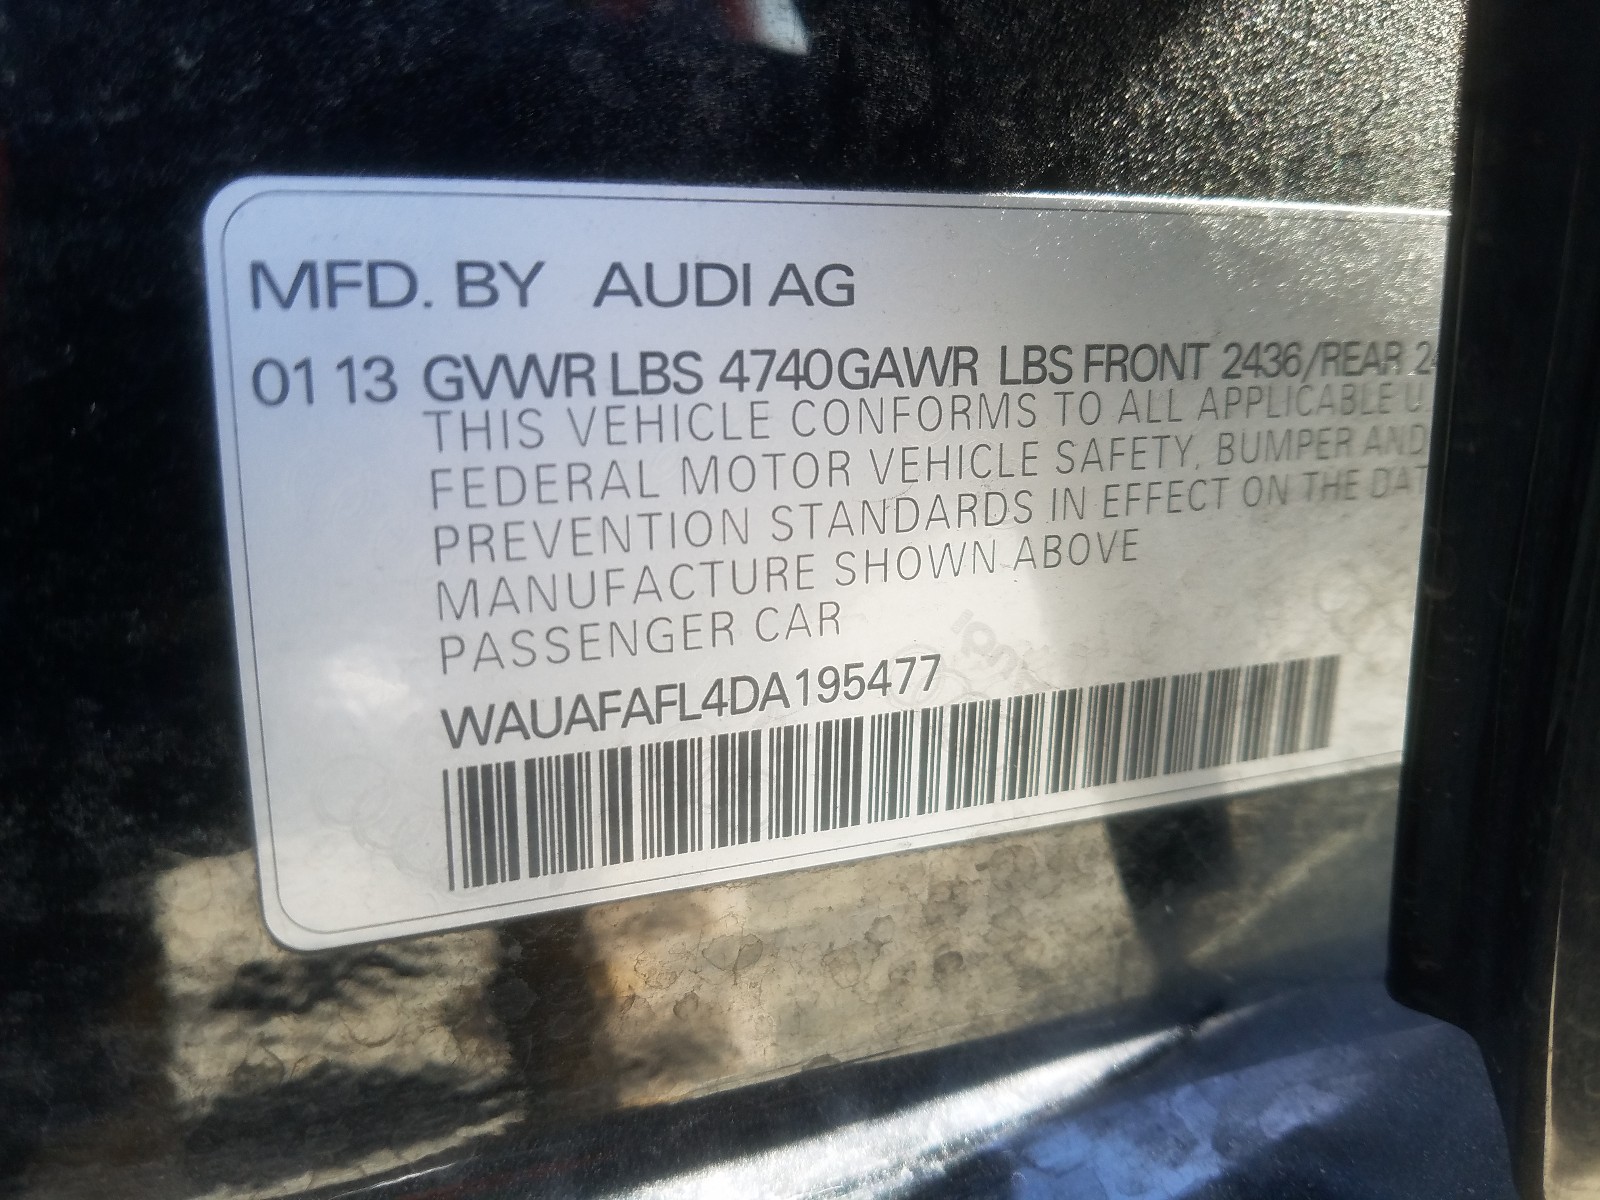 MFD. BY AUDI AG
01 13 GVWR LBS 4740 GAWR LBS FRONT 2436/REAR
THIS VEHICLE CONFORMS TO ALL APPLICABLE
FEDERAL MOTOR VEHICLE SAFETY, BUMPER AND
PREVENTION STANDARDS IN EFFECT ON THE
MANUFACTURE SHOWN ABOVE
PASSENGER CAR
WAUAFAFL4DA195477